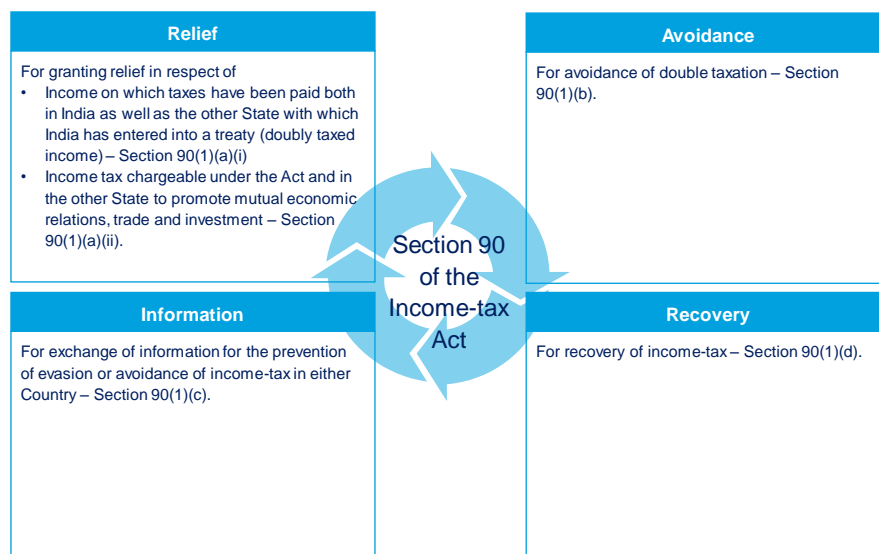 Relief
For granting relief in respect of
• Income on which taxes have been paid both
in India as well as the other State with which
India has entered into a treaty (doubly taxed
income) – Section 90(1)(a)(i)
• Income tax chargeable under the Act and in
the other State to promote mutual economic
relations, trade and investment – Section
90(1)(a)(ii).
Avoidance
For avoidance of double taxation – Section
90(1)(b).
Section 90
of the
Income-tax
Act
Information
For exchange of information for the prevention
of evasion or avoidance of income-tax in either
Country – Section 90(1)(c).
Recovery
For recovery of income-tax – Section 90(1)(d).